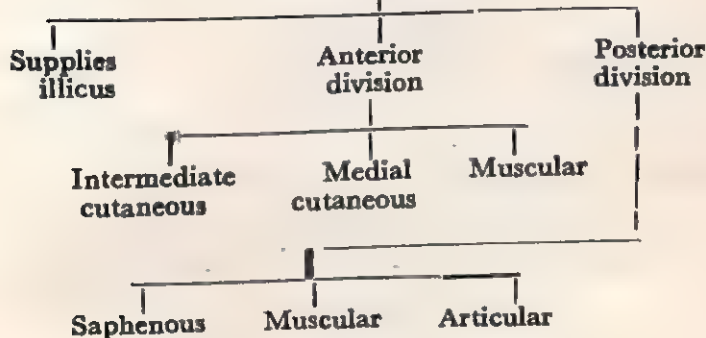 Supplies
illicus
Anterior
division
Posterior
division
Intermediate
cutaneous
Medial
cutaneous
Muscular
Saphenous
Muscular
Articular